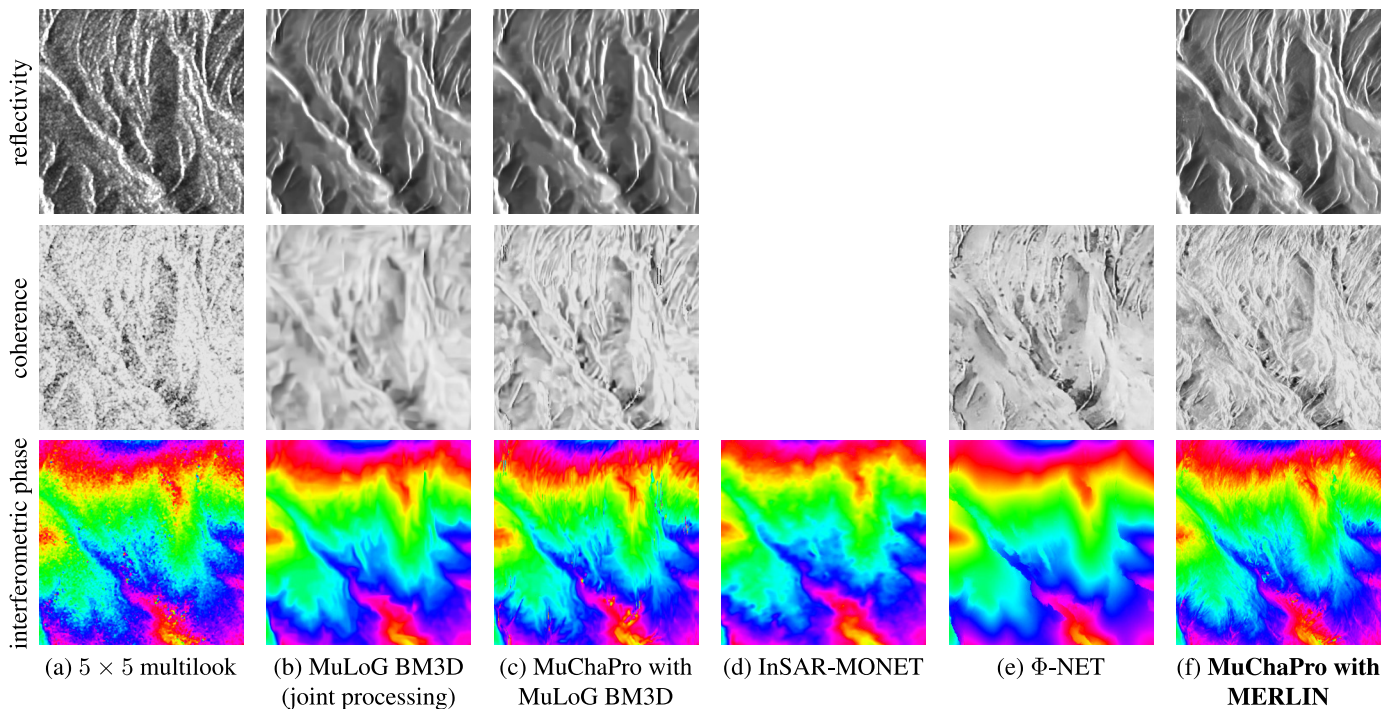 reflectivity
coherence
interferometric phase
(a) 5 × 5 multilook
(b) MuLoG BM3D
(joint processing)
(c) MuChaPro with
MuLoG BM3D
(d) InSAR-MONET
(e) Φ-NET
(f) MuChaPro with
MERLIN